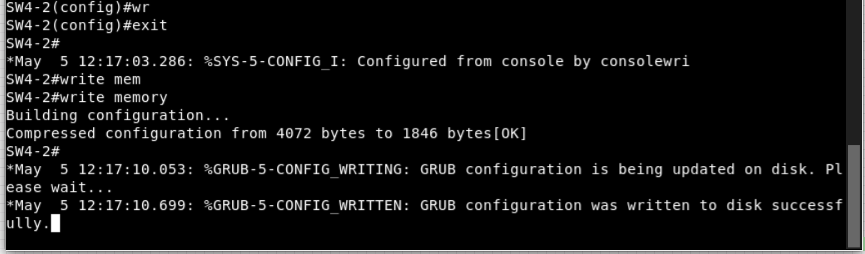 SW4-2(config)#wr
SW4-2(config)#exit
SW4-2#
*May  5 12:17:03.286: %SYS-5-CONFIG_I: Configured from console by consolewri
SW4-2#write mem
SW4-2#write memory
Building configuration...
Compressed configuration from 4072 bytes to 1846 bytes[OK]
SW4-2#
*May  5 12:17:10.053: %GRUB-5-CONFIG_WRITING: GRUB configuration is being updated on disk. Pl
ease wait...
*May  5 12:17:10.699: %GRUB-5-CONFIG_WRITTEN: GRUB configuration was written to disk successf
ully.